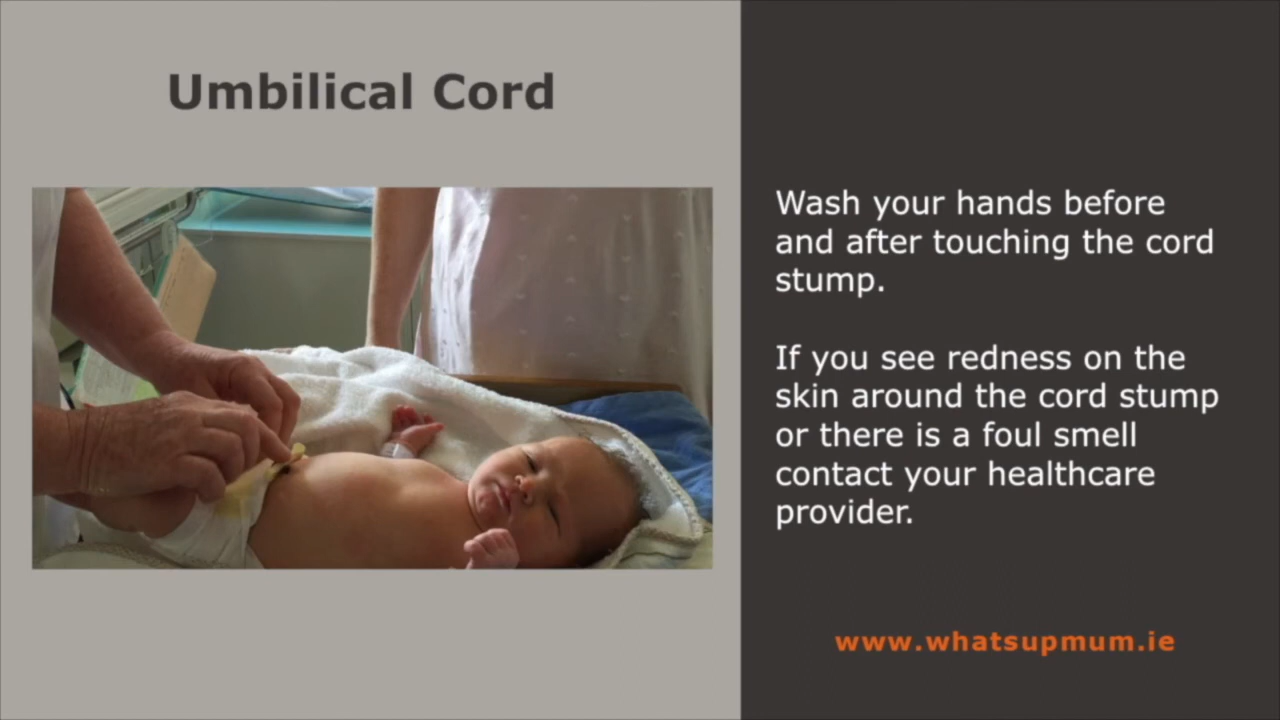 Umbilical Cord
Wash your hands before
and after touching the cord
stump.
If you see redness on the
skin around the cord stump
or there is a foul smell
contact your healthcare
provider.
www.whatsupmum.ie